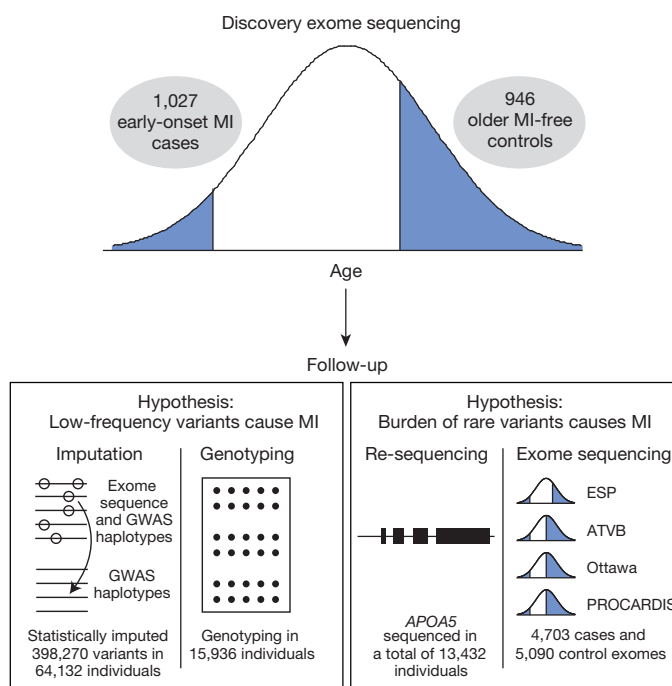 Discovery exome sequencing
1,027
early-onset MI
cases
946
older MI-free
controls
Age
Follow-up
Hypothesis:
Low-frequency variants cause MI
Imputation
Exome
sequence
and GWAS
haplotypes
GWAS
haplotypes
Statistically imputed
398,270 variants in
64,132 individuals
Genotyping
Genotyping in
15,936 individuals
Hypothesis:
Burden of rare variants causes MI
Re-sequencing
APOA5
sequenced in
a total of 13,432
individuals
Exome sequencing
ESP
ATVB
Ottawa
PROCARDIS
4,703 cases and
5,090 control exomes